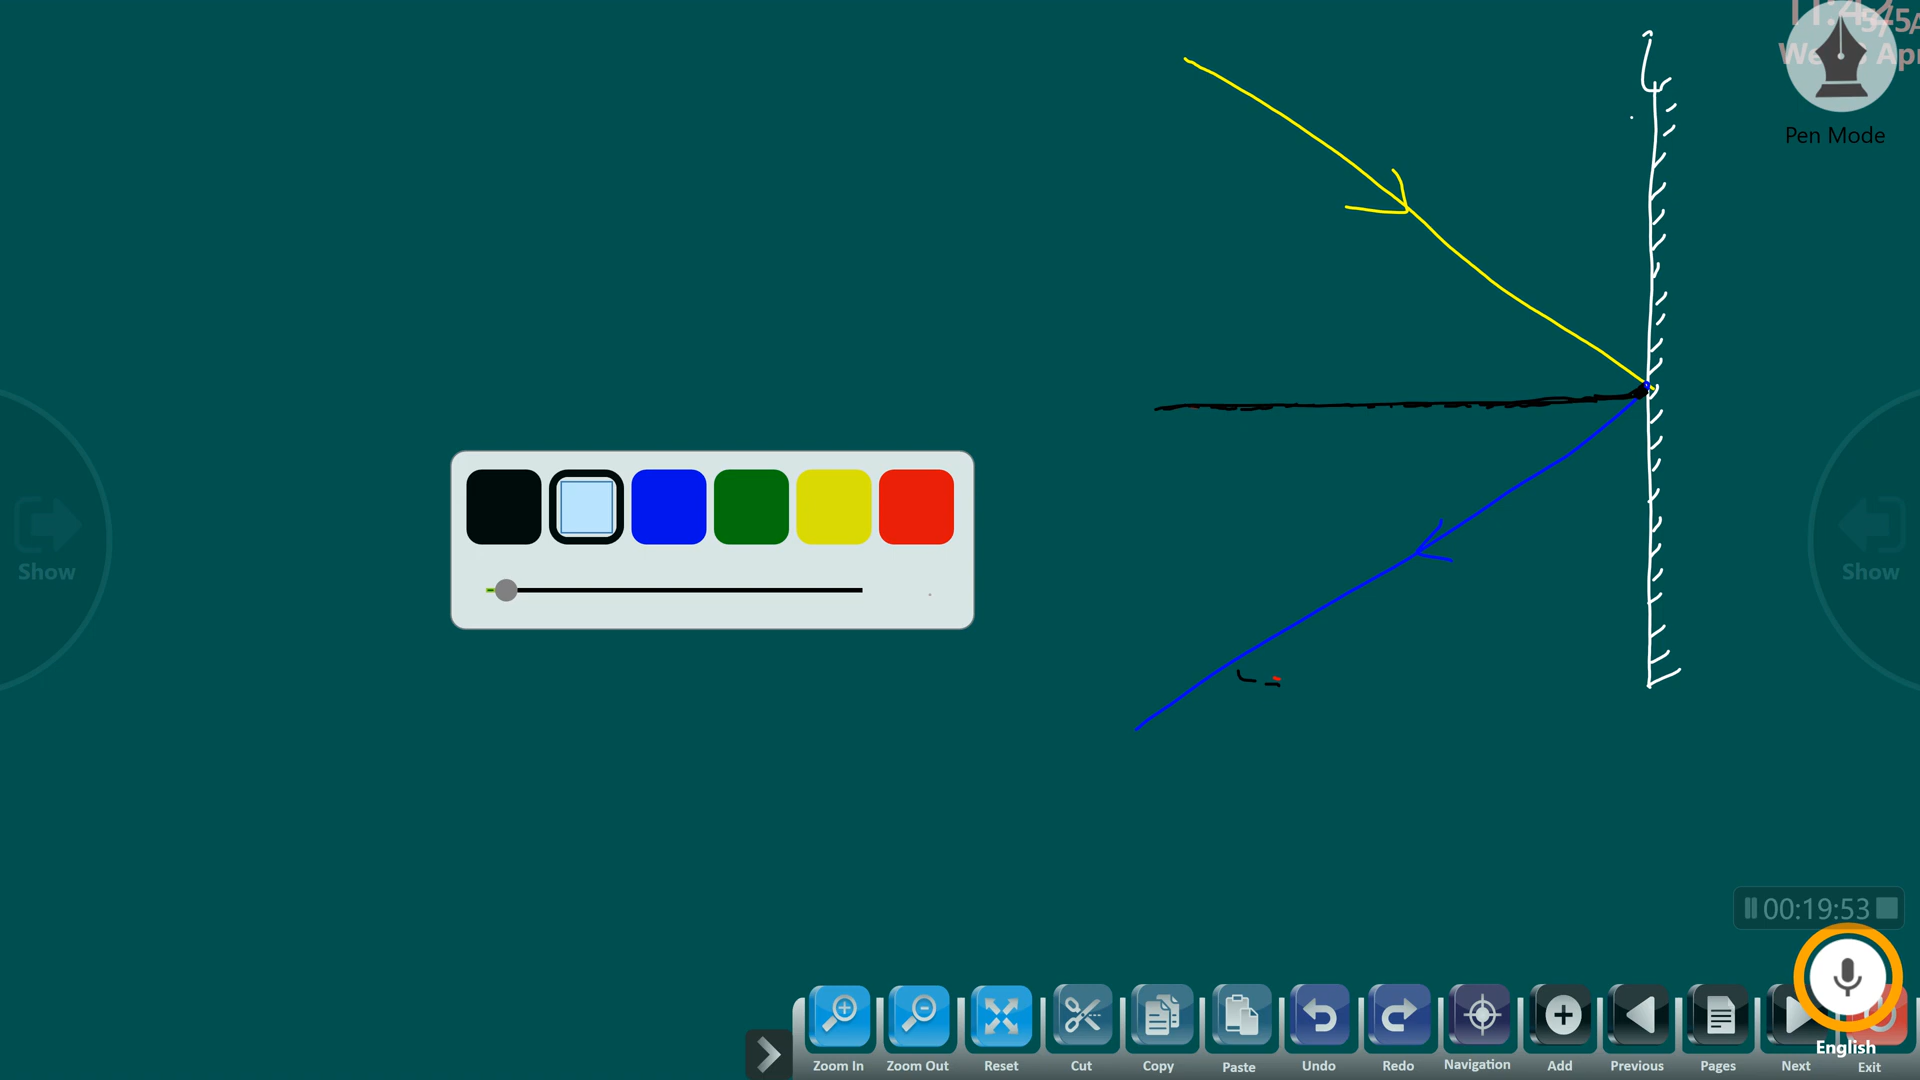 Pen Mode
Show
Show
00:19:53
Zoom In
Zoom Out
Reset
Cut
Copy
Paste
Undo
Redo
Navigation
Add
Previous
Pages
Next
English
Exit